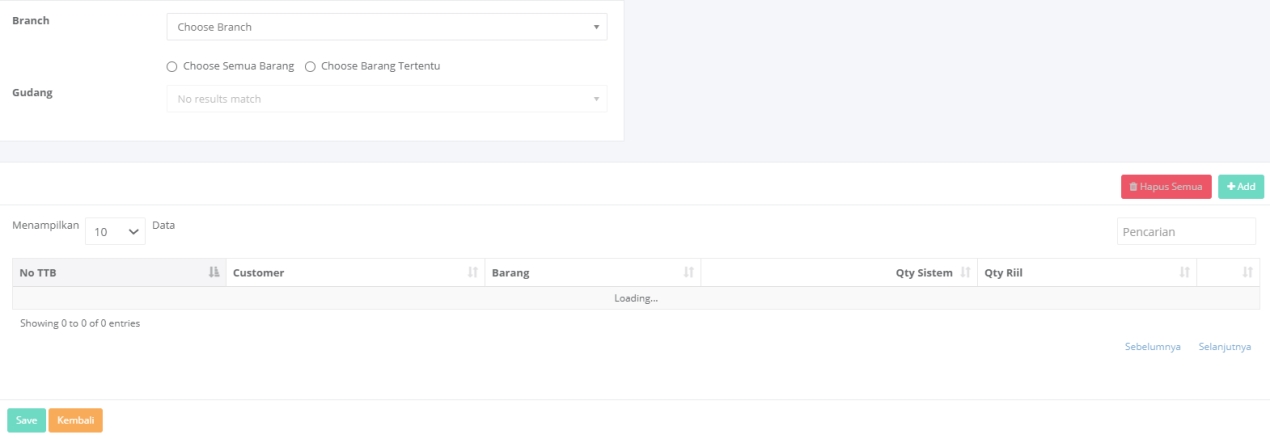 Branch
Choose Branch
Choose Semua Barang Choose Barang Tertentu
Gudang
No results match
Hapus Semua +Add
Menampilkan 10 Data
Pencarian
No TTB Customer Barang Qty Sistem Qty Riil
Loading...
Showing 0 to 0 of 0 entries
Sebelumnya Selanjutnya
Save Kembali